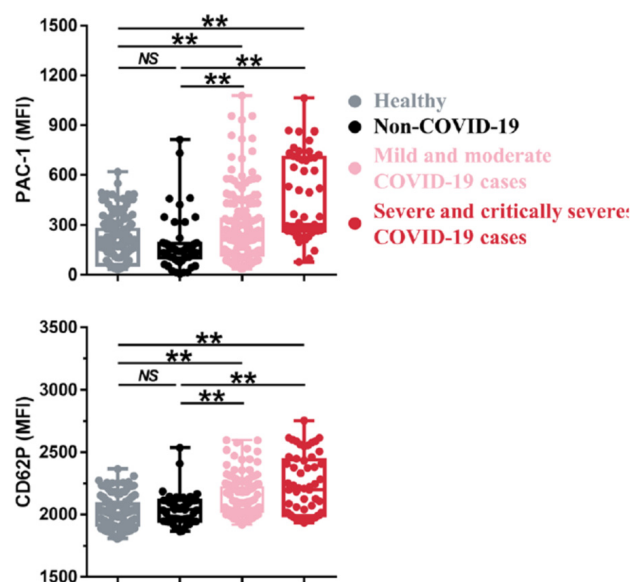 **
**
NS
**
**
1500
1200
900
600
300
0
PAC-1 (MFI)
Healthy
Non-COVID-19
Mild and moderate
COVID-19 cases
Severe and critically severe
COVID-19 cases
**
**
NS
**
**
3500
3000
2500
2000
1500
CD62P (MFI)